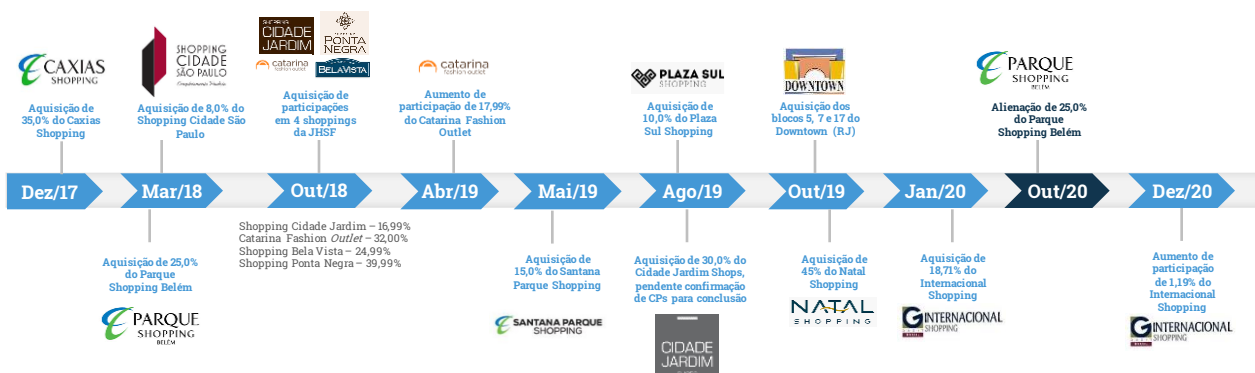 CAXIAS
SHOPPING
Aquisição de
35,0% do Caxias
Shopping
SHOPPING
CIDADE
SÃO PAULO
Aquisição de 8,0% do
Shopping Cidade São
Paulo
SHOPPING
CIDADE
JARDIM
PONTA
NEGRA
catarina
fashion outlet
BELAVISTA
Aquisição de
participações
em 4 shoppings
da JHSF
catarina
fashion outlet
Aumento de
participação de 17,99%
do Catarina Fashion
Outlet
PLAZA SUL
SHOPPING
Aquisição de
10,0% do Plaza
Sul Shopping
DOWNTOWN
Aquisição dos
blocos 5, 7 e 17 do
Downtown (RJ)
PARQUE
SHOPPING
BELÉM
Alienação de 25,0%
do Parque
Shopping Belém
Dez/17
Mar/18
Out/18
Abr/19
Mai/19
Ago/19
Out/19
Jan/20
Out/20
Dez/20
Aquisição de 25,0%
do Parque
Shopping Belém
PARQUE
SHOPPING
BELÉM
Shopping Cidade Jardim – 16,99%
Catarina Fashion Outlet – 32,00%
Shopping Bela Vista – 24,99%
Shopping Ponta Negra – 39,99%
Aquisição de
15,0% do Santana
Parque Shopping
SANTANA PARQUE
SHOPPING
Aquisição de 30,0% do
Cidade Jardim Shops,
pendente confirmação
de CPs para conclusão
CIDADE
JARDIM
Aquisição de
45% do Natal
Shopping
NATAL
SHOPPING
Aquisição de
18,71% do
Internacional
Shopping
INTERNACIONAL
SHOPPING
Aumento de
participação
de 1,19% do
Internacional
Shopping
INTERNACIONAL
SHOPPING